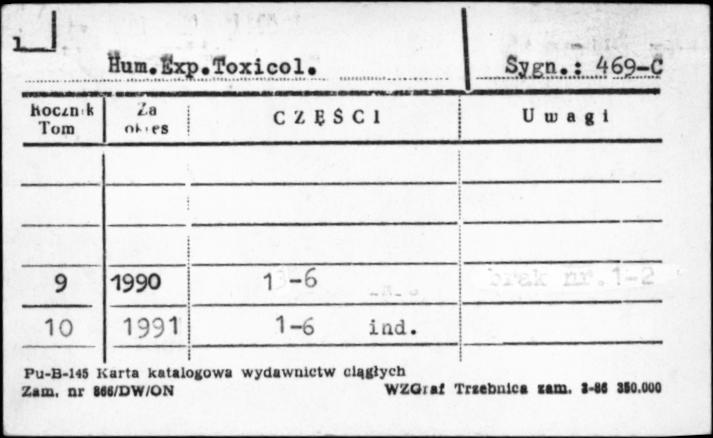 Hum.Exp.Toxicol. Sygn.: 469-C
Rocznik Tom Za okres CZĘŚCI Uwagi
9 1990 1-6 brak nr.1-2
10 1991 1-6 ind.
Pu-B-145 Karta katalogowa wydawnictw ciągłych
Zam. nr 866/DW/ON WZGraf Trzebnica zam. 3-86 350.000